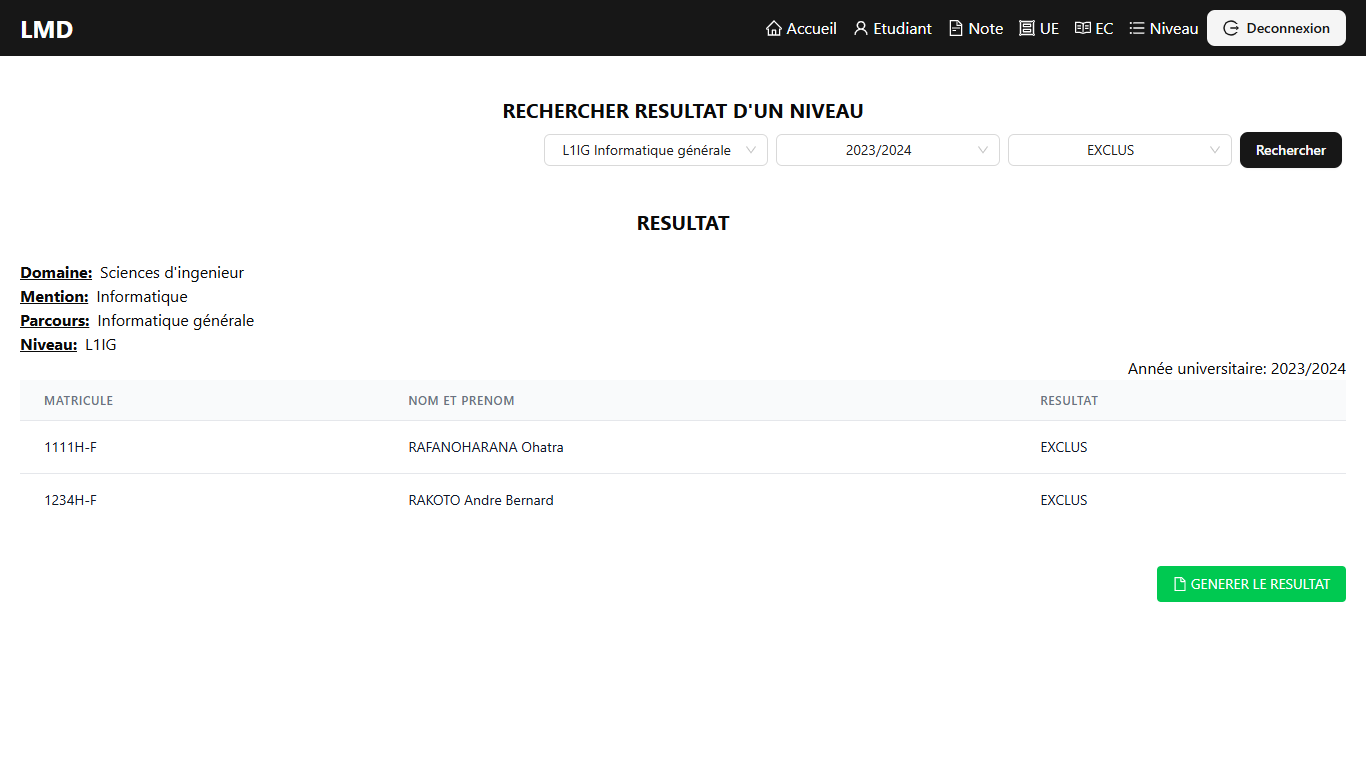 LMD Accueil Etudiant Note UE EC Niveau Deconnexion
RECHERCHER RESULTAT D'UN NIVEAU
L1IG Informatique générale 2023/2024 EXCLUS Rechercher
RESULTAT
Domaine: Sciences d'ingenieur
Mention: Informatique
Parcours: Informatique générale
Niveau: L1IG
Année universitaire: 2023/2024
MATRICULE NOM ET PRENOM RESULTAT
1111H-F RAFANOHARANA Ohatra EXCLUS
1234H-F RAKOTO Andre Bernard EXCLUS
GENERER LE RESULTAT